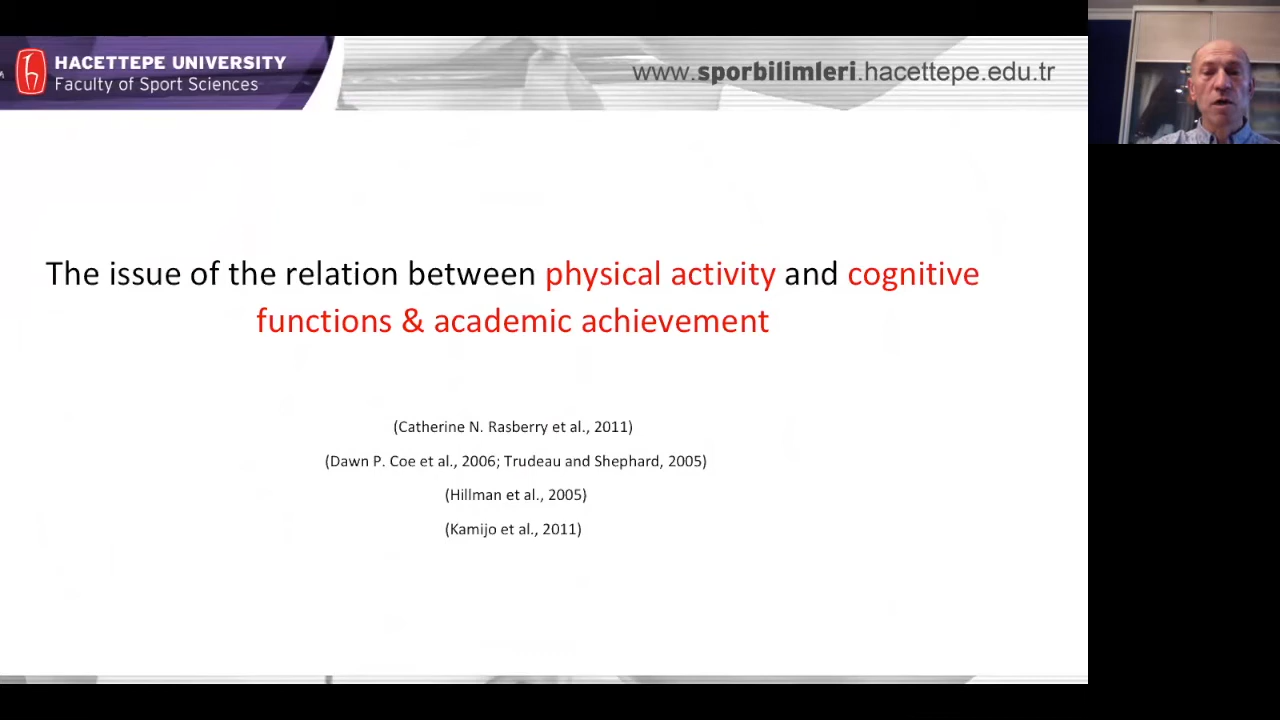 HACETTEPE UNIVERSITY
Faculty of Sport Sciences
www.sporbilimleri.hacettepe.edu.tr
The issue of the relation between physical activity and cognitive
functions & academic achievement
(Catherine N. Rasberry et al., 2011)
(Dawn P. Coe et al., 2006; Trudeau and Shephard, 2005)
(Hillman et al., 2005)
(Kamijo et al., 2011)